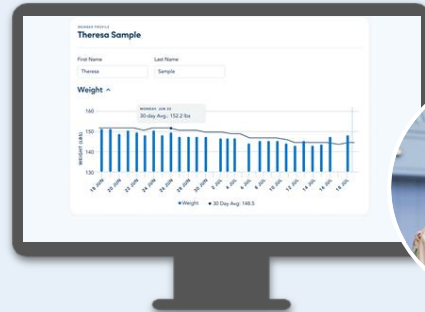 MEMBER PROFILE
Theresa Sample
First Name
Last Name
Theresa
Sample
Weight
160
MONDAY, JUN 26
30-day Avg.: 152.2 lbs
150
140
130
WEIGHT (LBS)
18 JUN
20 JUN
22 JUN
24 JUN
26 JUN
28 JUN
30 JUN
2 JUL
4 JUL
6 JUL
8 JUL
10 JUL
12 JUL
14 JUL
16 JUL
18 JUL
Weight
30 Day Avg: 148.5